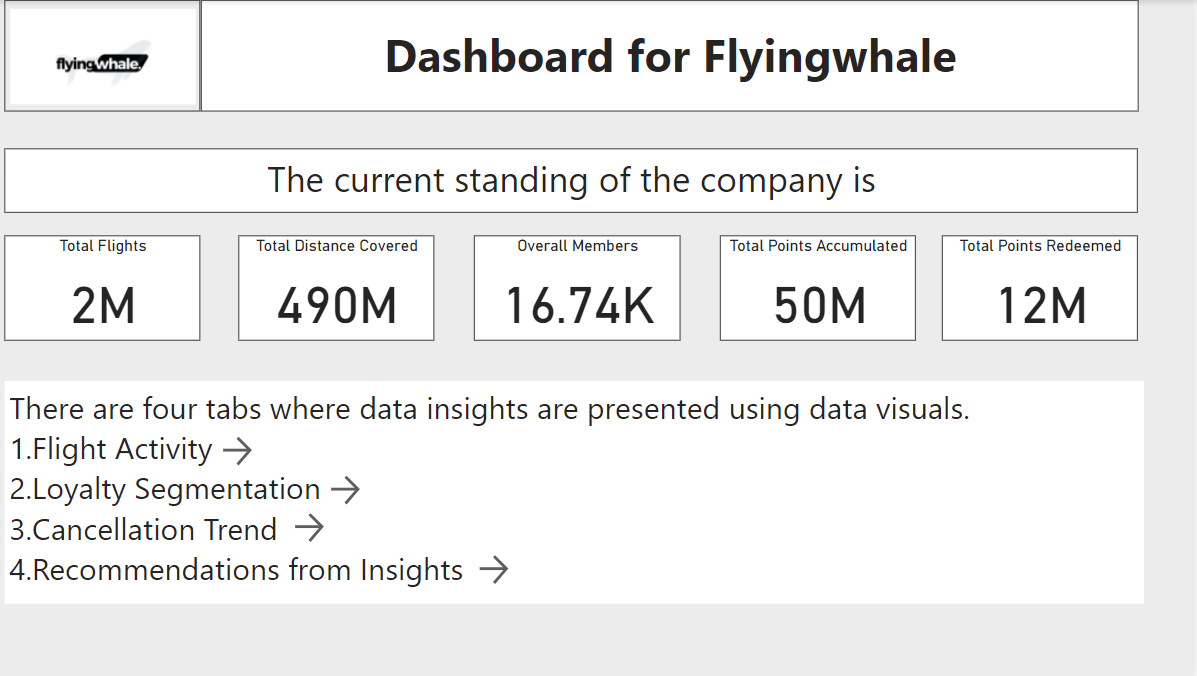 flyingwhale.
Dashboard for Flyingwhale
The current standing of the company is
Total Flights
2M
Total Distance Covered
490M
Overall Members
16.74K
Total Points Accumulated
50M
Total Points Redeemed
12M
There are four tabs where data insights are presented using data visuals.
1.Flight Activity
2.Loyalty Segmentation
3.Cancellation Trend
4.Recommendations from Insights